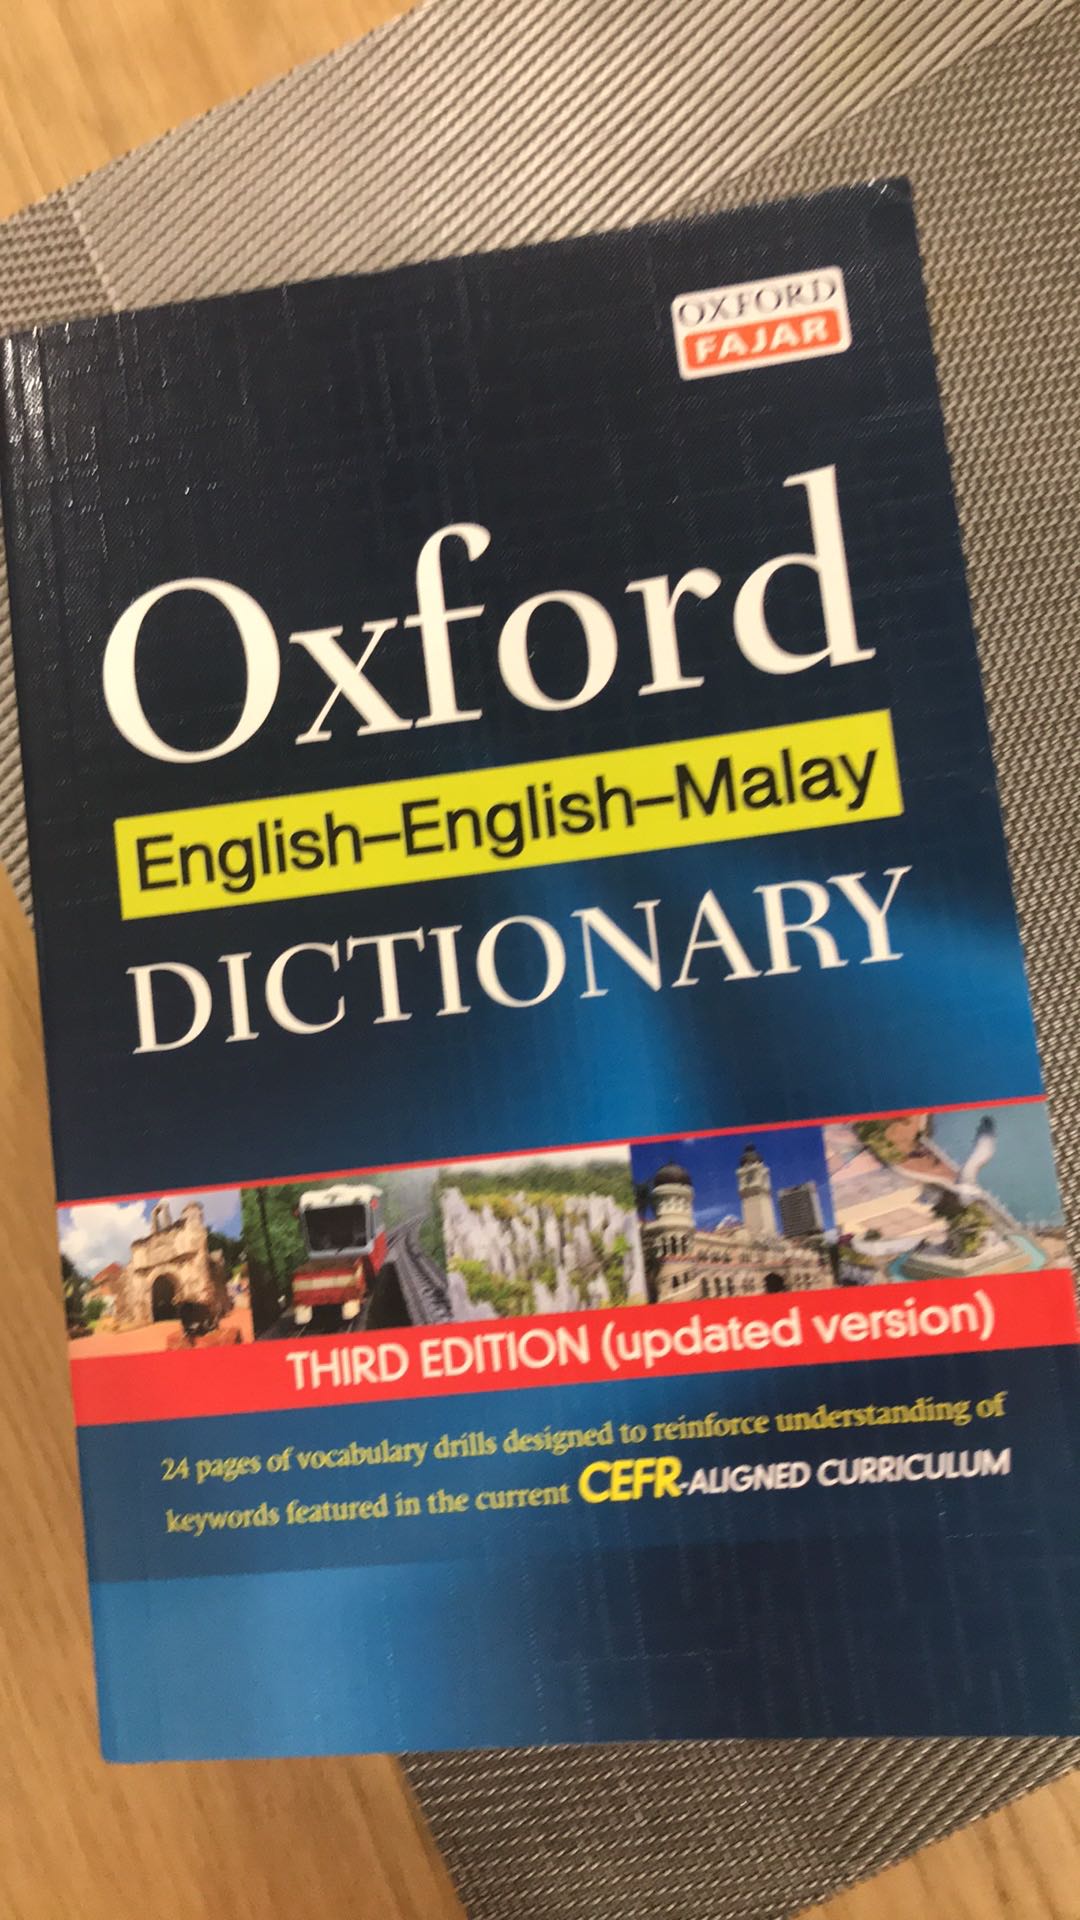 OXFORD
FAJAR
Oxford
English–English–Malay
DICTIONARY
THIRD EDITION (updated version)
24 pages of vocabulary drills designed to reinforce understanding of
keywords featured in the current CEFR-ALIGNED CURRICULUM